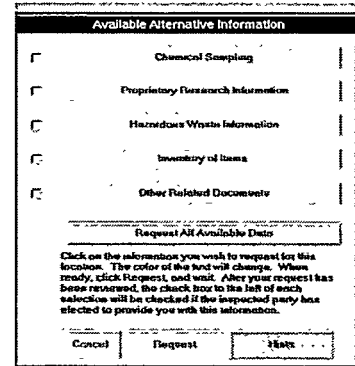 Available Alternative Information
Chemical Sampling
Proprietary Research Information
Hazardous Waste Information
Inventory of Items
Other Related Documents
Request All Available Data
Click on the information you wish to request for this
location. The color of the text will change. When
ready, click Request, and wait. After your request has
been reviewed, the check box to the left of each
selection will be checked if the inspected party has
elected to provide you with this information.
Cancel Request Hints